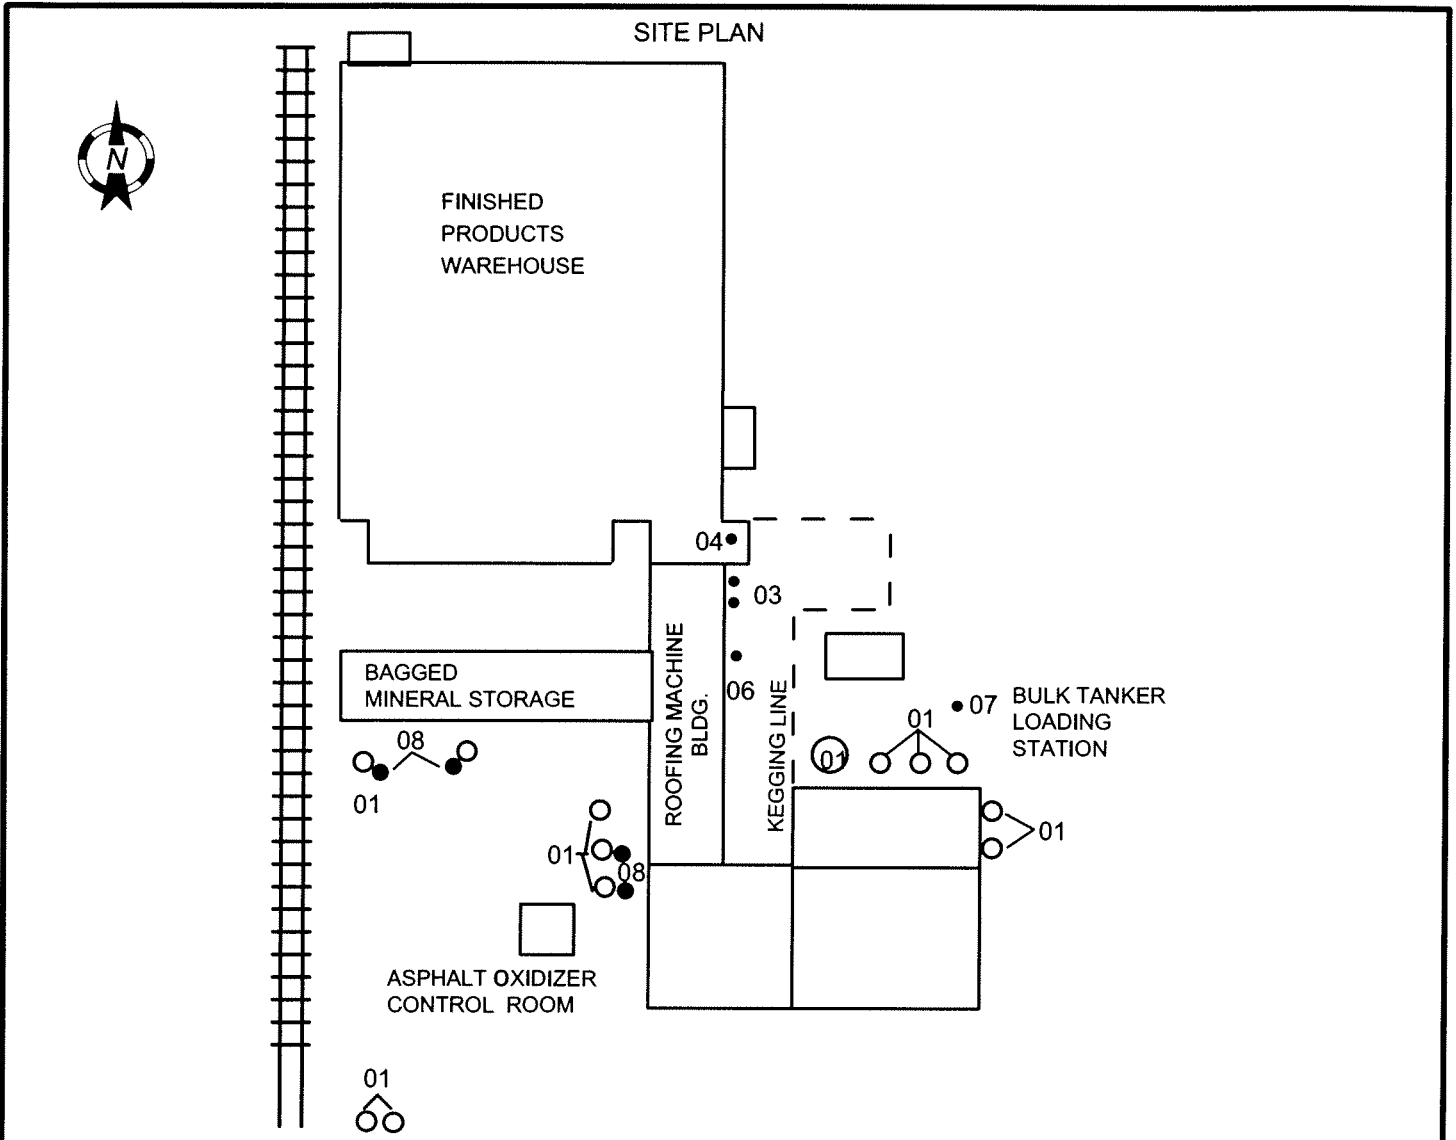 SITE PLAN
N
FINISHED
PRODUCTS
WAREHOUSE
04
03
ROOFING MACHINE
BLDG.
06
KEGGING LINE
BAGGED
MINERAL STORAGE
07
BULK TANKER
LOADING
STATION
01
01
08
01
01
01
08
ASPHALT OXIDIZER
CONTROL ROOM
01